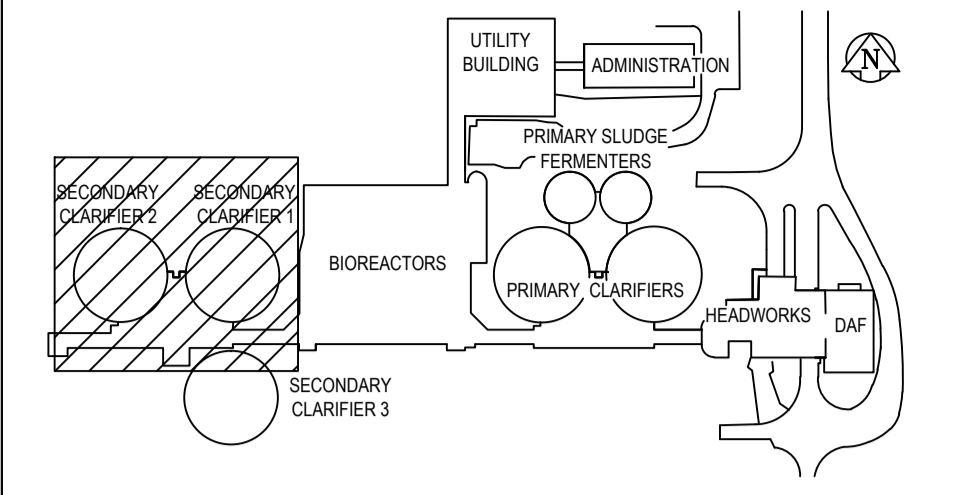 UTILITY
BUILDING
ADMINISTRATION
N
PRIMARY SLUDGE
FERMENTERS
SECONDARY
CLARIFIER 2
SECONDARY
CLARIFIER 1
BIOREACTORS
PRIMARY CLARIFIERS
HEADWORKS
DAF
SECONDARY
CLARIFIER 3